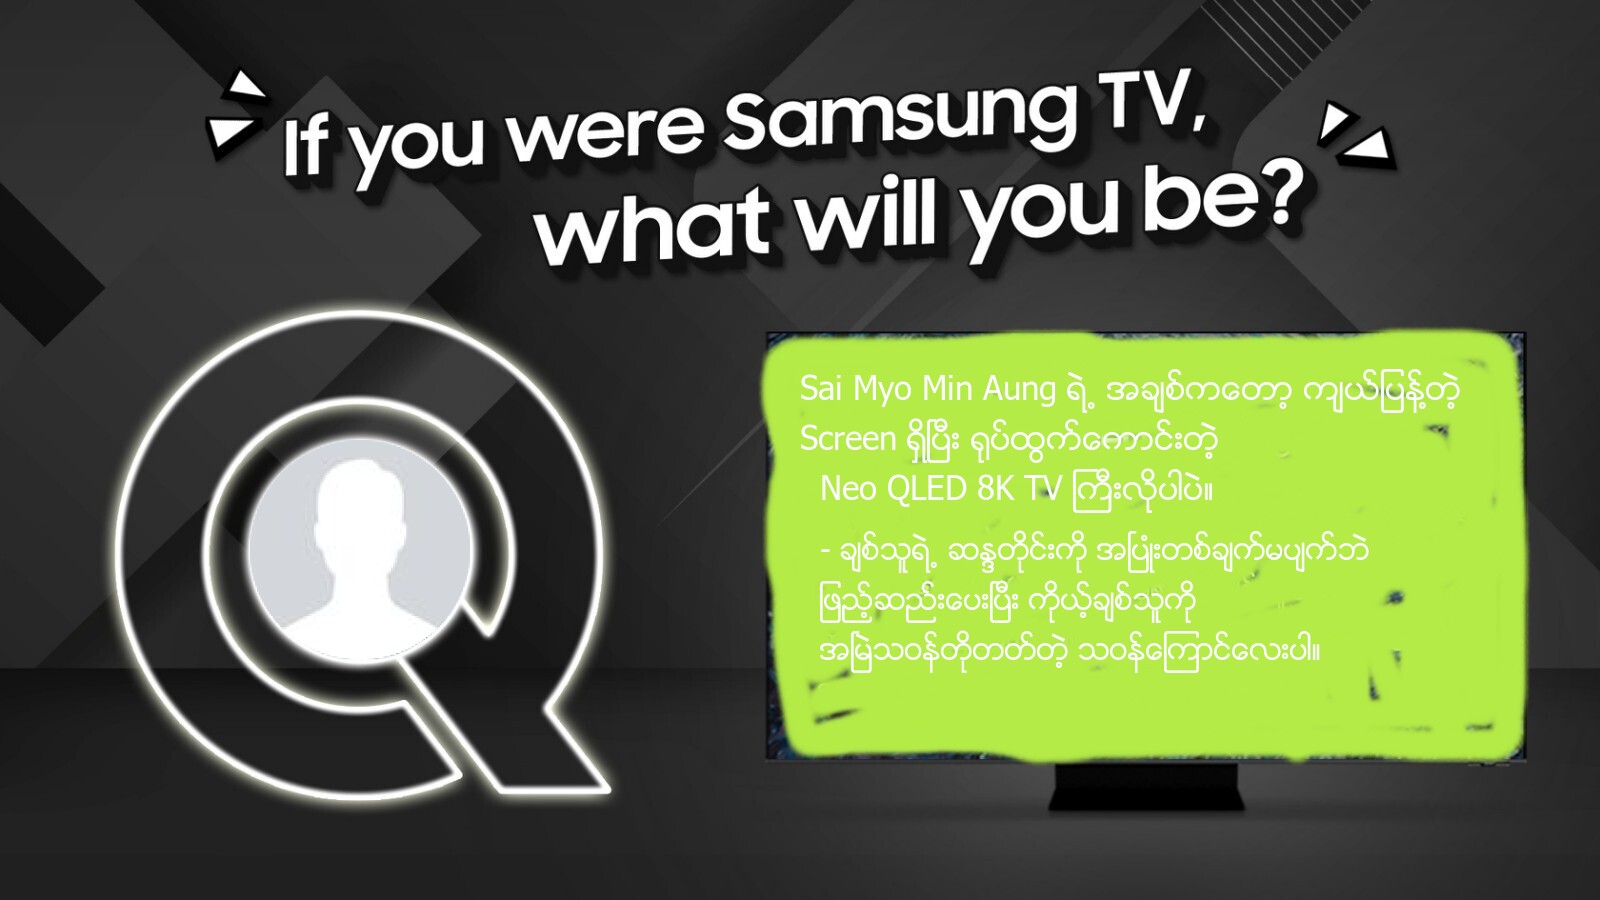 If you were Samsung TV,
what will you be?
Sai Myo Min Aung ရဲ့ အချစ်ကတော့ ကျယ်ပြန့်တဲ့
Screen ရှိပြီး ရုပ်ထွက်ကောင်းတဲ့
Neo QLED 8K TV ကြီးလိုပါပဲ။
- ချစ်သူရဲ့ ဆန္ဒတိုင်းကို အပြုံးတစ်ချက်မပျက်ဘဲ
ဖြည့်ဆည်းပေးပြီး ကိုယ့်ချစ်သူကို
အမြဲသဝန်တိုတတ်တဲ့ သဝန်ကြောင်လေးပါ။